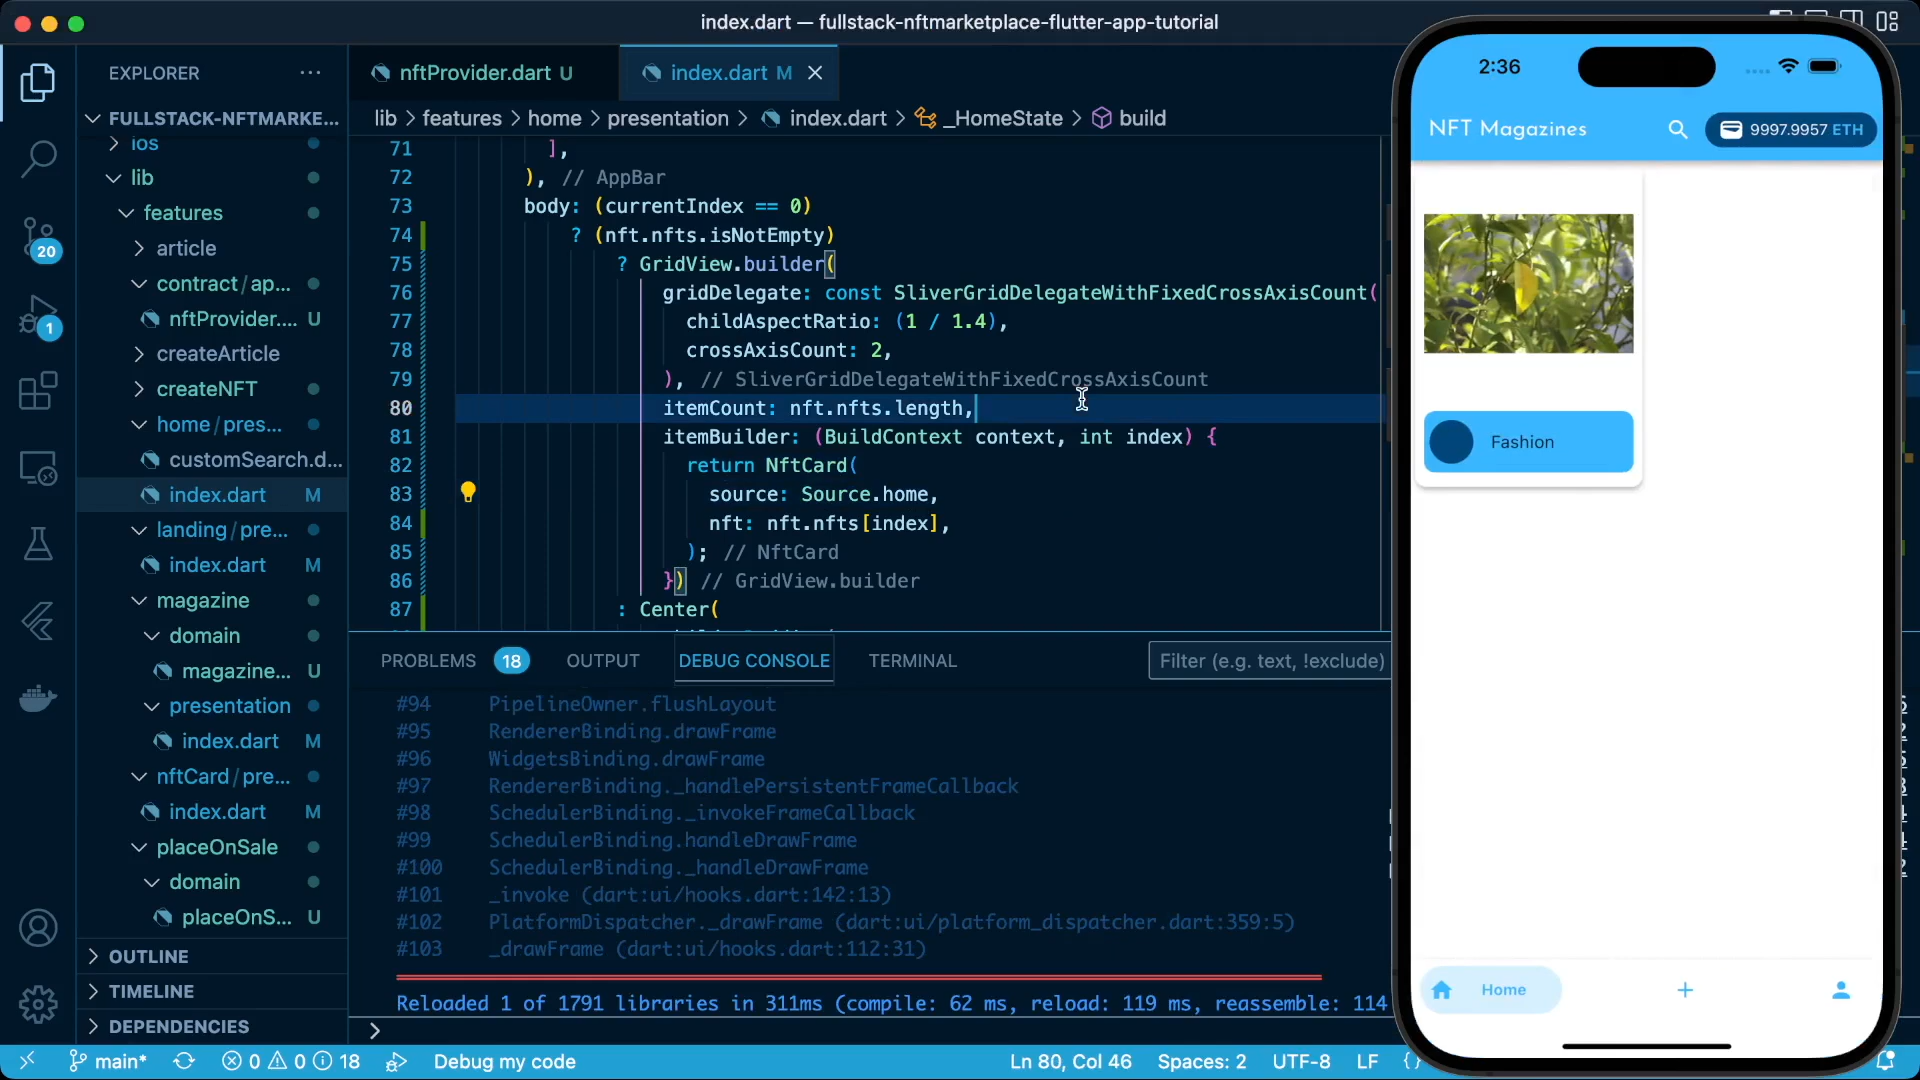 index.dart — fullstack-nftmarketplace-flutter-app-tutorial
EXPLORER
nftProvider.dart U
index.dart M
FULLSTACK-NFTMARKE...
lib > features > home > presentation > index.dart > _HomeState > build
ios
lib
features
article
contract/ap...
nftProvider.... U
createArticle
createNFT
home/pres...
customSearch.d...
index.dart M
landing/pre...
index.dart M
magazine
domain
magazine... U
presentation
index.dart M
nftCard/pre...
index.dart M
placeOnSale
domain
placeOnS... U
OUTLINE
TIMELINE
DEPENDENCIES
20
1
71 ],
72 ), // AppBar
73 body: (currentIndex == 0)
74 ? (nft.nfts.isNotEmpty)
75 ? GridView.builder(
76 gridDelegate: const SliverGridDelegateWithFixedCrossAxisCount(
77 childAspectRatio: (1 / 1.4),
78 crossAxisCount: 2,
79 ), // SliverGridDelegateWithFixedCrossAxisCount
80 itemCount: nft.nfts.length,
81 itemBuilder: (BuildContext context, int index) {
82 return NftCard(
83 source: Source.home,
84 nft: nft.nfts[index],
85 ); // NftCard
86 }) // GridView.builder
87 : Center(
PROBLEMS 18 OUTPUT DEBUG CONSOLE TERMINAL
Filter (e.g. text, !exclude)
#94 PipelineOwner.flushLayout
#95 RendererBinding.drawFrame
#96 WidgetsBinding.drawFrame
#97 RendererBinding._handlePersistentFrameCallback
#98 SchedulerBinding._invokeFrameCallback
#99 SchedulerBinding.handleDrawFrame
#100 SchedulerBinding._handleDrawFrame
#101 _invoke (dart:ui/hooks.dart:142:13)
#102 PlatformDispatcher._drawFrame (dart:ui/platform_dispatcher.dart:359:5)
#103 _drawFrame (dart:ui/hooks.dart:112:31)
Reloaded 1 of 1791 libraries in 311ms (compile: 62 ms, reload: 119 ms, reassemble: 114
main* 0 0 18 Debug my code
Ln 80, Col 46 Spaces: 2 UTF-8 LF {
2:36
NFT Magazines
9997.9957 ETH
Fashion
Home